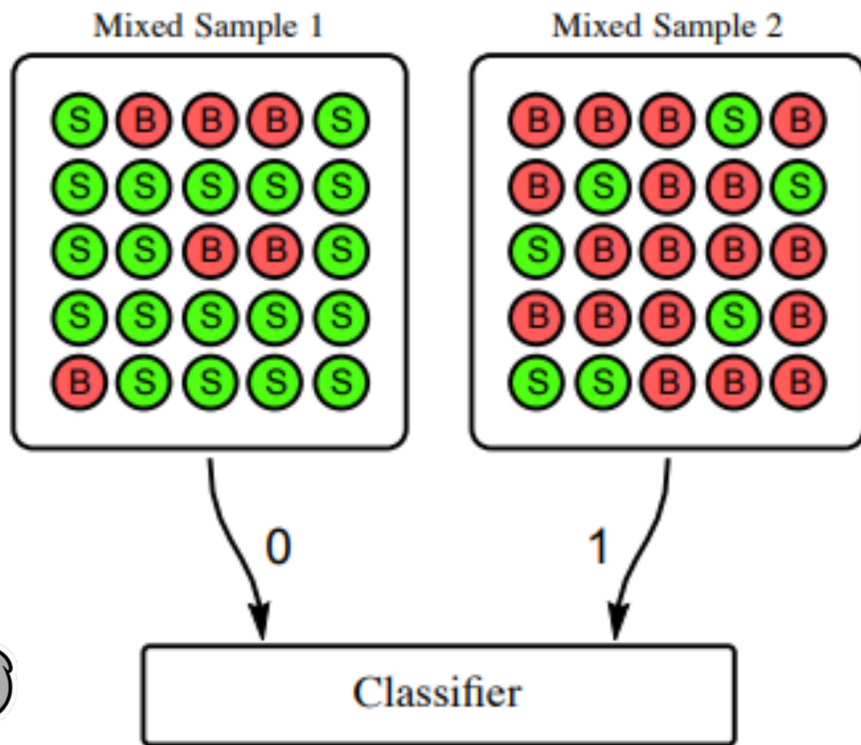 Mixed Sample 1
Mixed Sample 2
S B B B S
B B B S B
S S S S S
B S B B S
S S B B S
S B B B B
S S S S S
B B B S B
B S S S S
S S B B B
0
1
Classifier